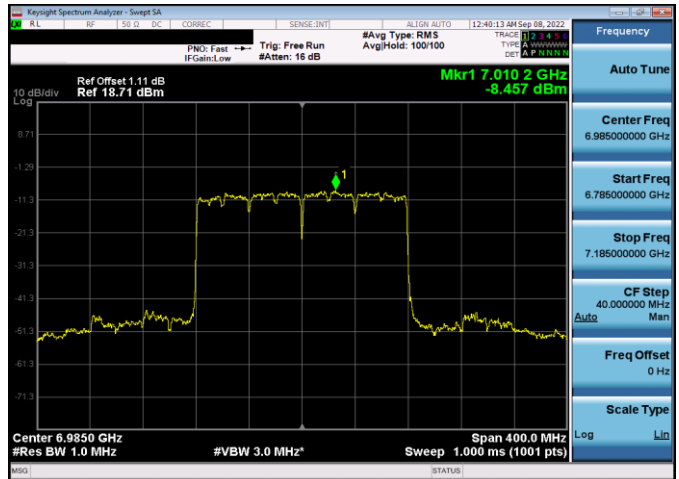 Keysight Spectrum Analyzer - Swept SA
RL RF 50 Ω DC CORREC SENSE:INT ALIGN AUTO 12:40:13 AM Sep 08, 2022
PNO: Fast
IFGain:Low
Trig: Free Run
#Atten: 16 dB
#Avg Type: RMS
Avg|Hold: 100/100
TRACE 1 2 3 4 5 6
TYPE A WWWWW
DET A P N N N N
Mkr1 7.010 2 GHz
-8.457 dBm
Ref Offset 1.11 dB
10 dB/div Ref 18.71 dBm
Log
8.71
-1.29
-11.3
-21.3
-31.3
-41.3
-51.3
-61.3
-71.3
1
Center 6.9850 GHz Span 400.0 MHz
#Res BW 1.0 MHz #VBW 3.0 MHz* Sweep 1.000 ms (1001 pts)
MSG STATUS
Frequency
Auto Tune
Center Freq
6.985000000 GHz
Start Freq
6.785000000 GHz
Stop Freq
7.185000000 GHz
CF Step
40.000000 MHz
Auto Man
Freq Offset
0 Hz
Scale Type
Log Lin